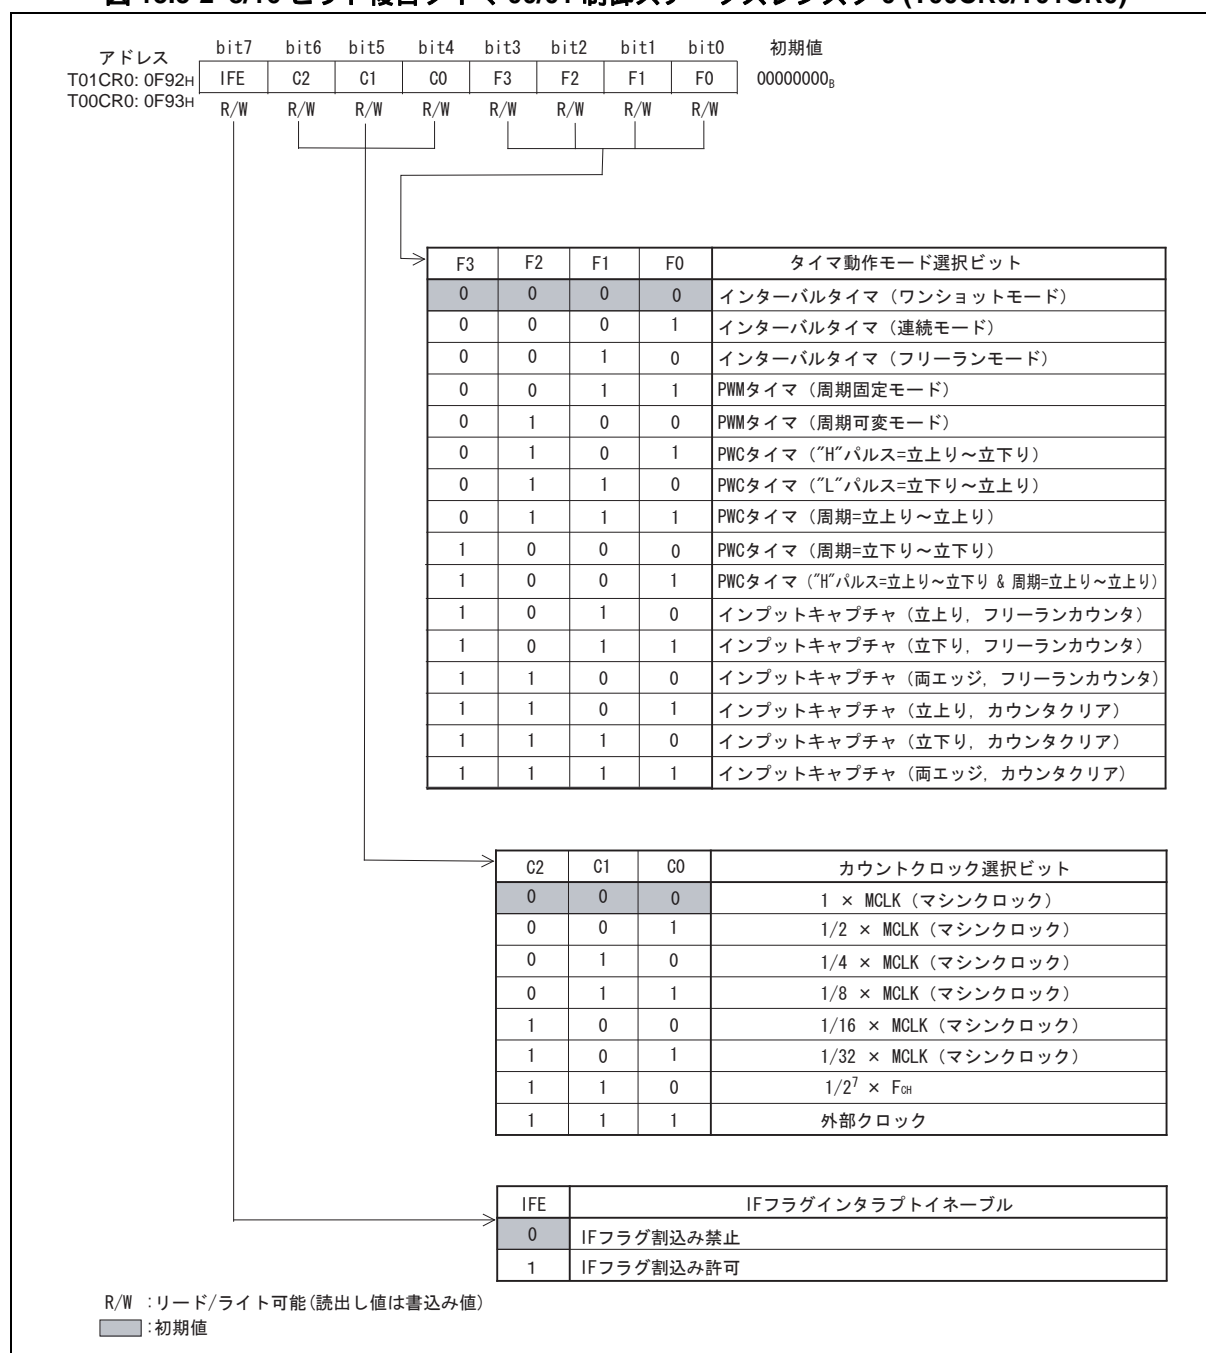 bit7 bit6 bit5 bit4 bit3 bit2 bit1 bit0 初期値
アドレス
T01CR0: 0F92H IFE C2 C1 C0 F3 F2 F1 F0 00000000B
T00CR0: 0F93H R/W R/W R/W R/W R/W R/W R/W R/W
F3 F2 F1 F0 タイマ動作モード選択ビット
0 0 0 0 インターバルタイマ (ワンショットモード)
0 0 0 1 インターバルタイマ (連続モード)
0 0 1 0 インターバルタイマ (フリーランモード)
0 0 1 1 PWMタイマ (周期固定モード)
0 1 0 0 PWMタイマ (周期可変モード)
0 1 0 1 PWCタイマ ("H"パルス=立上り～立下り)
0 1 1 0 PWCタイマ ("L"パルス=立下り～立上り)
0 1 1 1 PWCタイマ (周期=立上り～立上り)
1 0 0 0 PWCタイマ (周期=立下り～立下り)
1 0 0 1 PWCタイマ ("H"パルス=立上り～立下り & 周期=立上り～立上り)
1 0 1 0 インプットキャプチャ (立上り, フリーランカウンタ)
1 0 1 1 インプットキャプチャ (立下り, フリーランカウンタ)
1 1 0 0 インプットキャプチャ (両エッジ, フリーランカウンタ)
1 1 0 1 インプットキャプチャ (立上り, カウンタクリア)
1 1 1 0 インプットキャプチャ (立下り, カウンタクリア)
1 1 1 1 インプットキャプチャ (両エッジ, カウンタクリア)
C2 C1 C0 カウントクロック選択ビット
0 0 0 1 × MCLK (マシンクロック)
0 0 1 1/2 × MCLK (マシンクロック)
0 1 0 1/4 × MCLK (マシンクロック)
0 1 1 1/8 × MCLK (マシンクロック)
1 0 0 1/16 × MCLK (マシンクロック)
1 0 1 1/32 × MCLK (マシンクロック)
1 1 0 1/2⁷ × FCH
1 1 1 外部クロック
IFE IFフラグインタラプトイネーブル
0 IFフラグ割込み禁止
1 IFフラグ割込み許可
R/W :リード/ライト可能(読出し値は書込み値)
:初期値